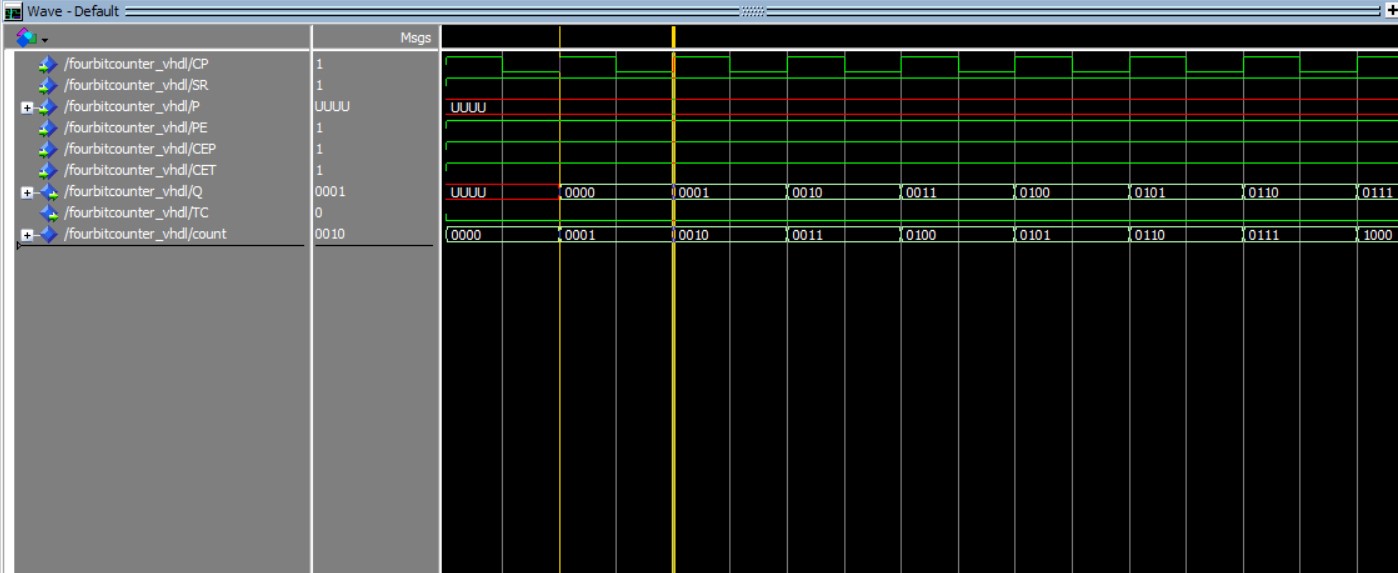 Wave - Default
Msgs
/fourbitcounter_vhdl/CP 1
/fourbitcounter_vhdl/SR 1
/fourbitcounter_vhdl/P UUUU UUUU
/fourbitcounter_vhdl/PE 1
/fourbitcounter_vhdl/CEP 1
/fourbitcounter_vhdl/CET 1
/fourbitcounter_vhdl/Q 0001 UUUU 0000 0001 0010 0011 0100 0101 0110 0111
/fourbitcounter_vhdl/TC 0
/fourbitcounter_vhdl/count 0010 0000 0001 0010 0011 0100 0101 0110 0111 1000